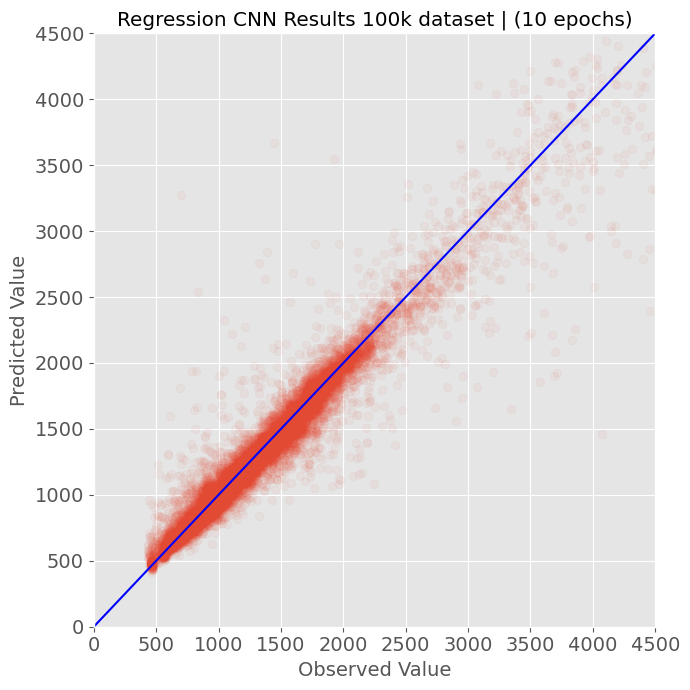 Regression CNN Results 100k dataset | (10 epochs)
4500
4000
3500
3000
2500
2000
1500
1000
500
0
Predicted Value
0 500 1000 1500 2000 2500 3000 3500 4000 4500
Observed Value